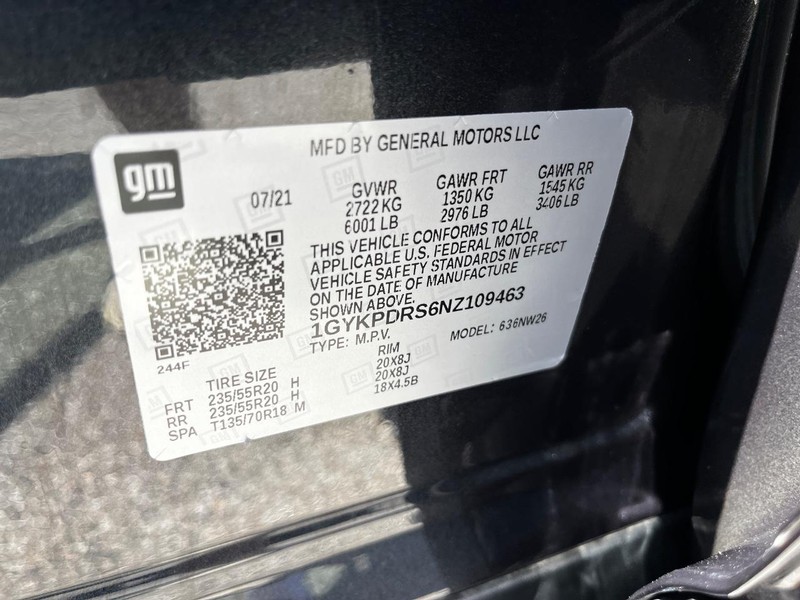 MFD BY GENERAL MOTORS LLC
gm
07/21
GVWR
2722 KG
6001 LB
GAWR FRT
1350 KG
2976 LB
GAWR RR
1545 KG
3406 LB
THIS VEHICLE CONFORMS TO ALL
APPLICABLE U.S. FEDERAL MOTOR
VEHICLE SAFETY STANDARDS IN EFFECT
ON THE DATE OF MANUFACTURE
SHOWN ABOVE.
1GYKPDRS6NZ109463
TYPE: M.P.V.
MODEL: 636NW26
244F
TIRE SIZE
RIM
FRT 235/55R20 H 20X8J
RR 235/55R20 H 20X8J
SPA T135/70R18 M 18X4.5B